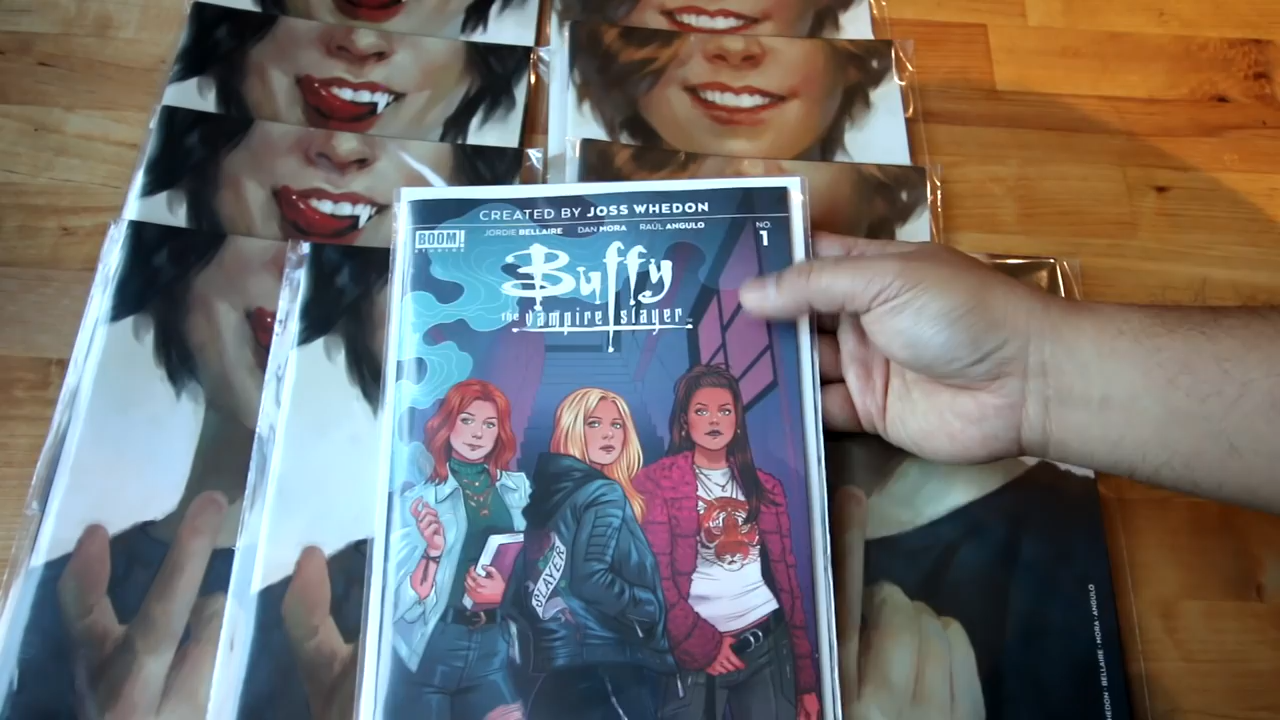 CREATED BY JOSS WHEDON
JORDIE BELLAIRE DAN MORA RAÚL ANGULO
BOOM!
STUDIOS
NO.
1
Buffy
the vampire slayer
SLAYER
HEDON · BELLAIRE · MORA · ANGULO